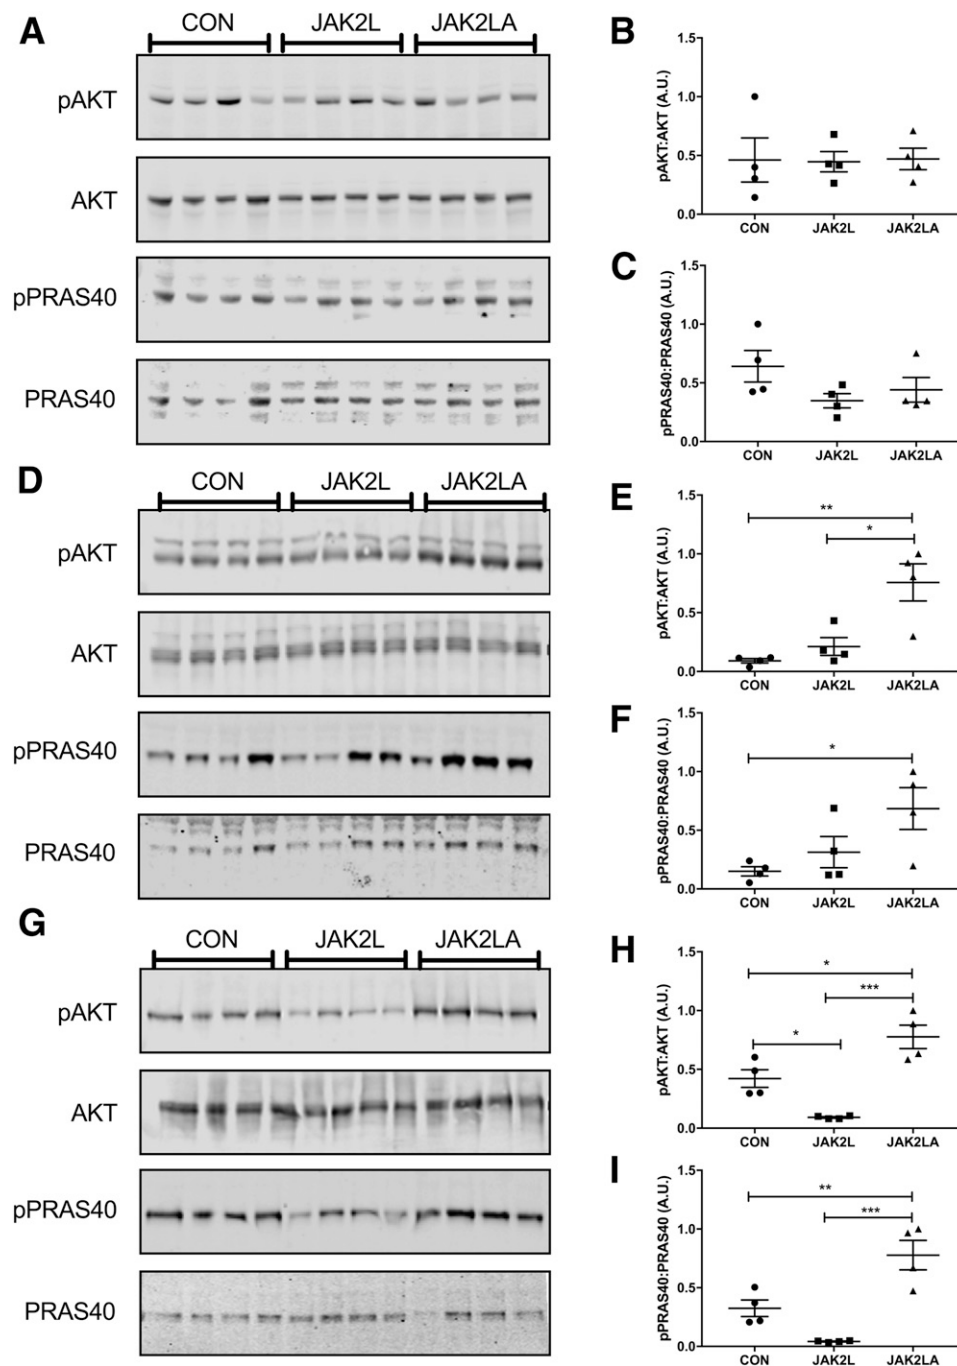 A
CON JAK2L JAK2LA
pAKT
AKT
pPRAS40
PRAS40
B
pAKT:AKT (A.U.)
1.5
1.0
0.5
0.0
CON JAK2L JAK2LA
C
pPRAS40:PRAS40 (A.U.)
1.5
1.0
0.5
0.0
CON JAK2L JAK2LA
D
CON JAK2L JAK2LA
pAKT
AKT
pPRAS40
PRAS40
E
pAKT:AKT (A.U.)
1.5
1.0
0.5
0.0
**
*
CON JAK2L JAK2LA
F
pPRAS40:PRAS40 (A.U.)
1.5
1.0
0.5
0.0
*
CON JAK2L JAK2LA
G
CON JAK2L JAK2LA
pAKT
AKT
pPRAS40
PRAS40
H
pAKT:AKT (A.U.)
1.5
1.0
0.5
0.0
*
***
*
CON JAK2L JAK2LA
I
pPRAS40:PRAS40 (A.U.)
1.5
1.0
0.5
0.0
**
***
CON JAK2L JAK2LA